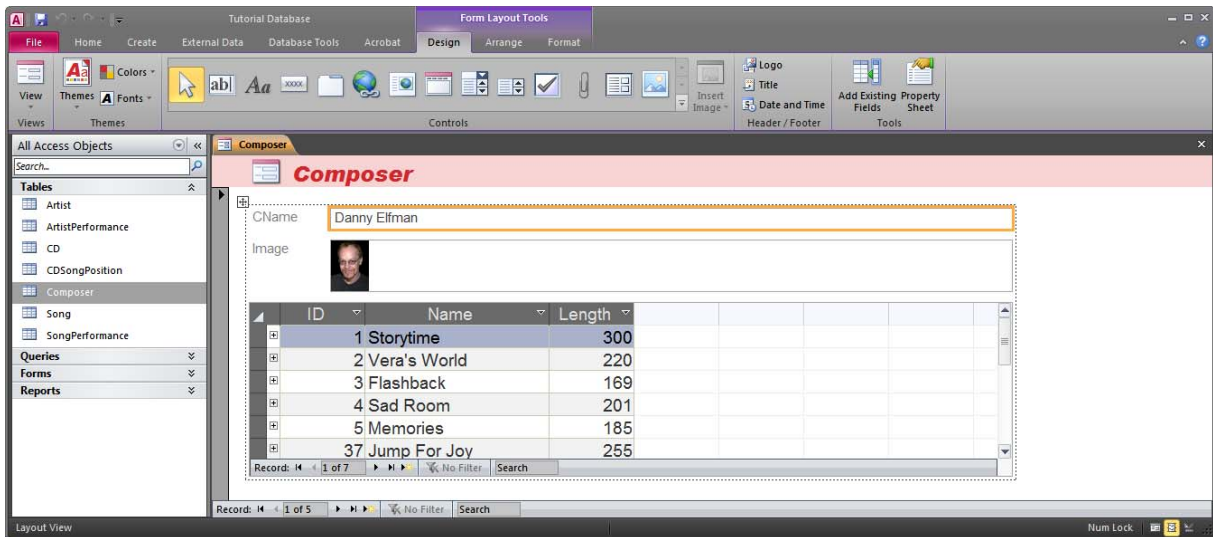 Tutorial Database
Form Layout Tools
File Home Create External Data Database Tools Acrobat Design Arrange Format
View
Themes
Colors
Fonts
ab|
Aa
xxxx
Insert Image
Logo
Title
Date and Time
Add Existing Fields
Property Sheet
Views
Themes
Controls
Header / Footer
Tools
All Access Objects
Search...
Tables
Artist
ArtistPerformance
CD
CDSongPosition
Composer
Song
SongPerformance
Queries
Forms
Reports
Composer
Composer
CName Danny Elfman
Image
ID Name Length
1 Storytime 300
2 Vera's World 220
3 Flashback 169
4 Sad Room 201
5 Memories 185
37 Jump For Joy 255
Record: 1 of 7 No Filter Search
Record: 1 of 5 No Filter Search
Layout View
Num Lock